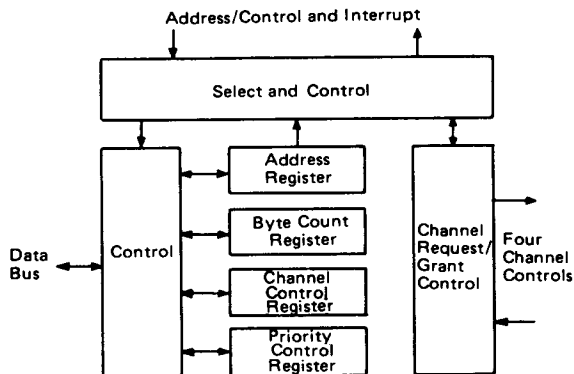 Address/Control and Interrupt
Select and Control
Address
Register
Byte Count
Register
Channel
Control
Register
Priority
Control
Register
Data
Bus
Control
Channel
Request/
Grant
Control
Four
Channel
Controls